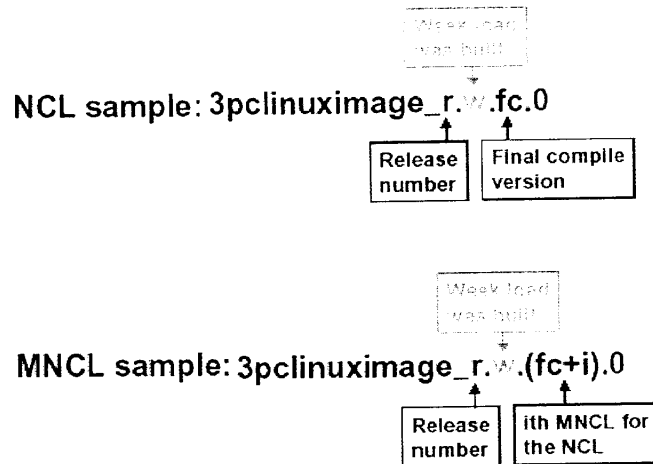 Week load
was built
NCL sample: 3pclinuximage_r.w.fc.0
Release
number
Final compile
version
Week load
was built
MNCL sample: 3pclinuximage_r.w.(fc+i).0
Release
number
ith MNCL for
the NCL